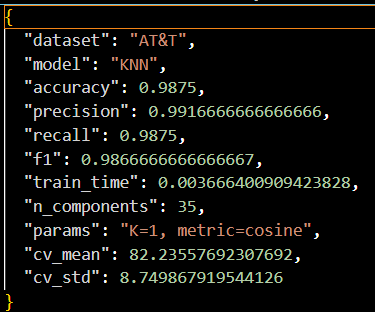 {
"dataset": "AT&T",
"model": "KNN",
"accuracy": 0.9875,
"precision": 0.9916666666666666,
"recall": 0.9875,
"f1": 0.9866666666666667,
"train_time": 0.003666400909423828,
"n_components": 35,
"params": "K=1, metric=cosine",
"cv_mean": 82.23557692307692,
"cv_std": 8.749867919544126
}